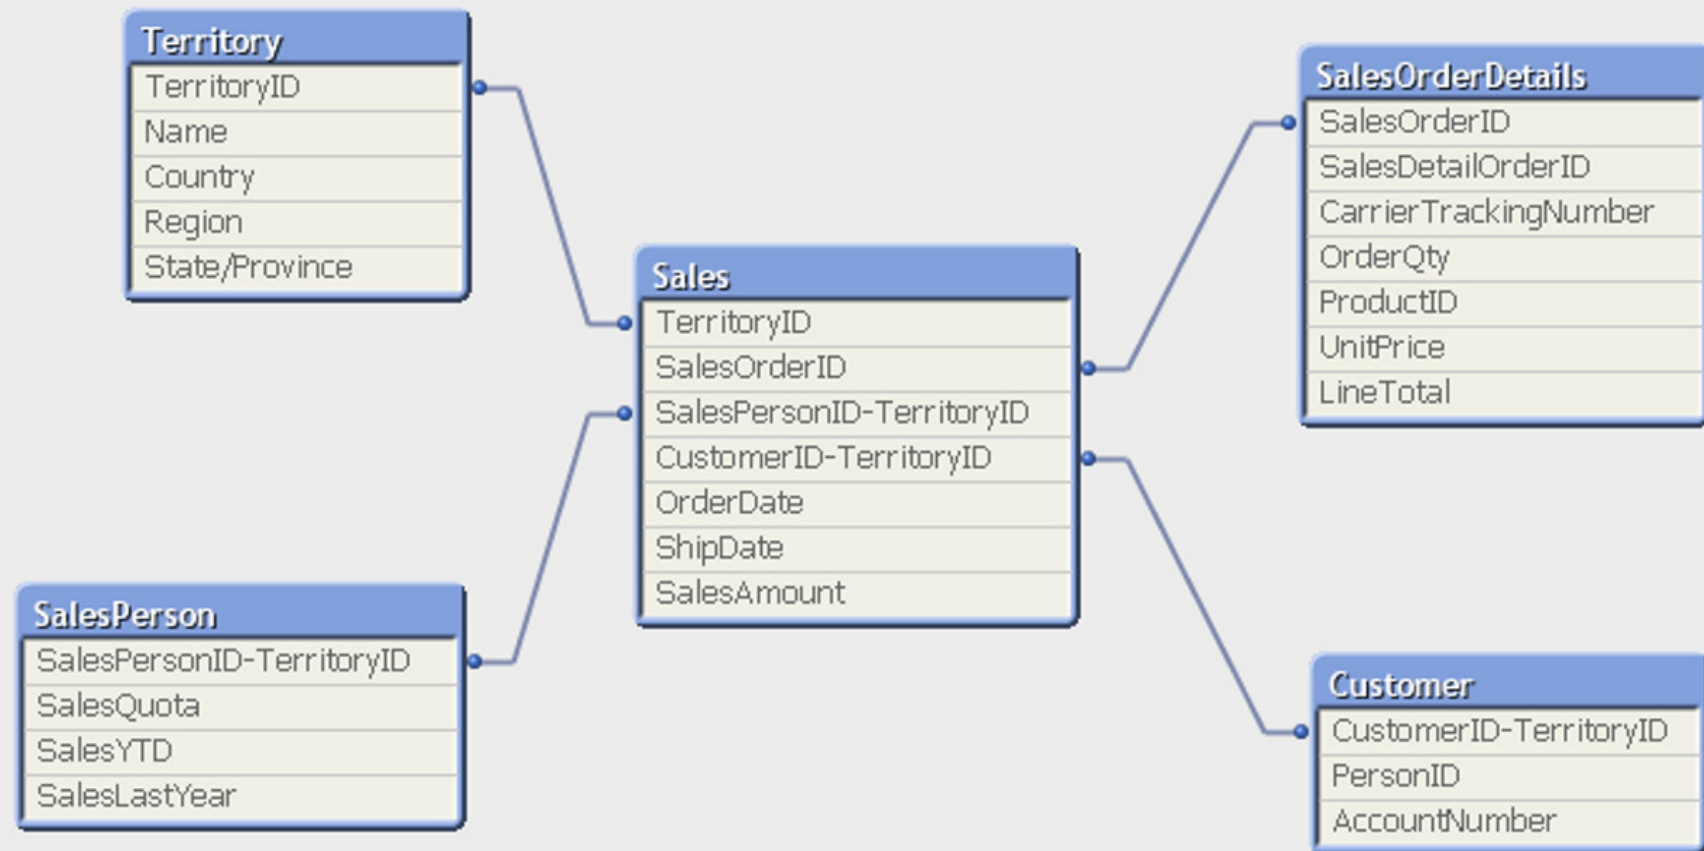 Territory
TerritoryID
Name
Country
Region
State/Province
SalesOrderDetails
SalesOrderID
SalesDetailOrderID
CarrierTrackingNumber
OrderQty
ProductID
UnitPrice
LineTotal
Sales
TerritoryID
SalesOrderID
SalesPersonID-TerritoryID
CustomerID-TerritoryID
OrderDate
ShipDate
SalesAmount
SalesPerson
SalesPersonID-TerritoryID
SalesQuota
SalesYTD
SalesLastYear
Customer
CustomerID-TerritoryID
PersonID
AccountNumber